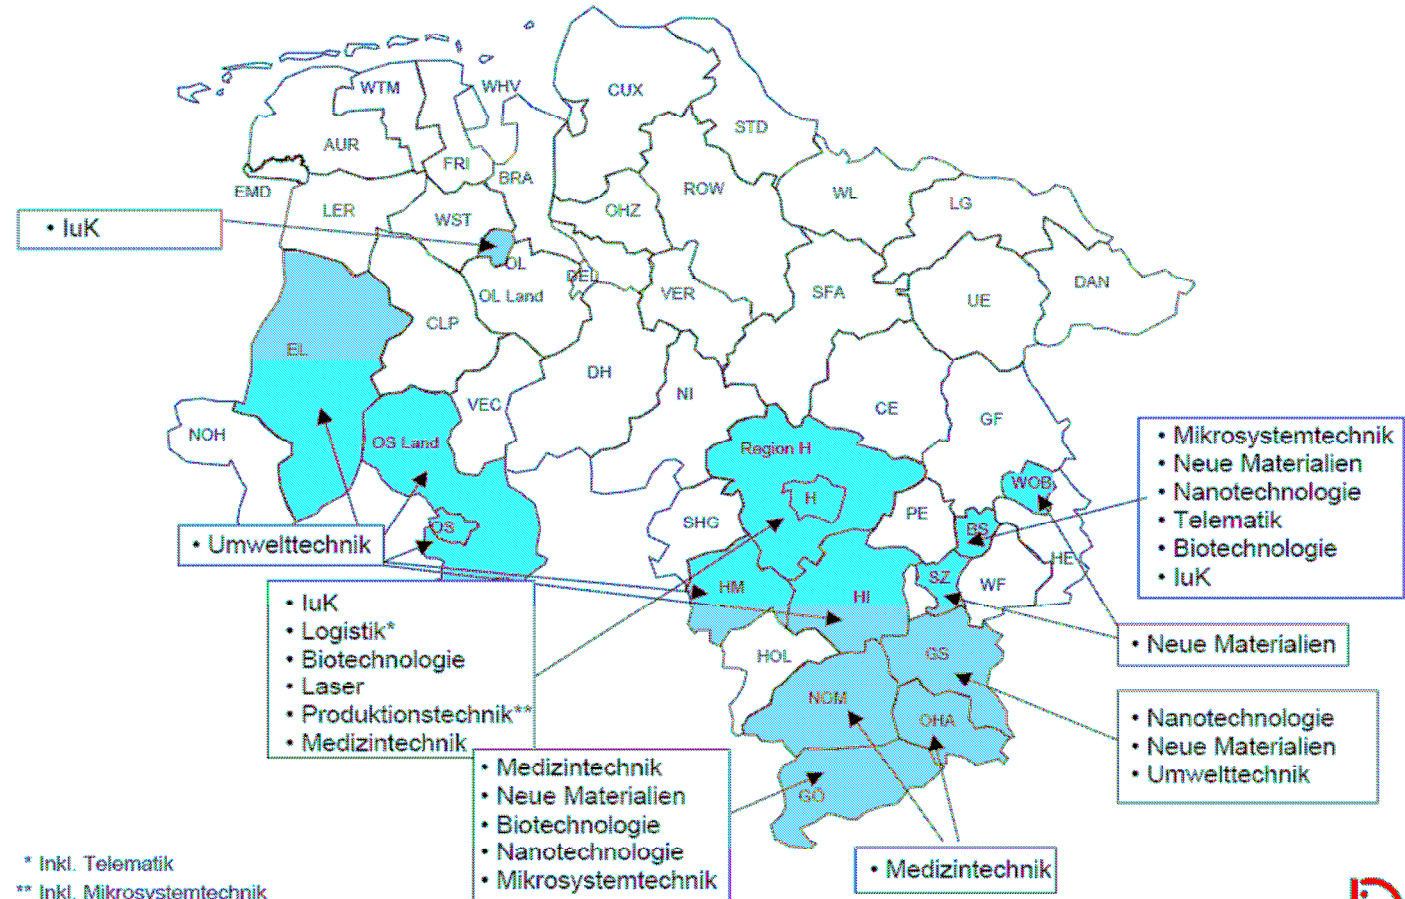 WTM
WHV
CUX
STD
AUR
FRI
BRA
EMD
LER
WST
OHZ
ROW
WL
LG
• IuK
OL
OL Land
DEL
VER
SFA
UE
DAN
EL
CLP
DH
NI
CE
GF
NOH
OS Land
VEC
Region H
H
SHG
PE
WOB
BS
HE
OS
HM
HI
SZ
WF
HOL
GS
NOM
OHA
GÖ
• Umwelttechnik
• Mikrosystemtechnik
• Neue Materialien
• Nanotechnologie
• Telematik
• Biotechnologie
• IuK
• IuK
• Logistik*
• Biotechnologie
• Laser
• Produktionstechnik**
• Medizintechnik
• Neue Materialien
• Nanotechnologie
• Neue Materialien
• Umwelttechnik
• Medizintechnik
• Neue Materialien
• Biotechnologie
• Nanotechnologie
• Mikrosystemtechnik
• Medizintechnik
* Inkl. Telematik
** Inkl. Mikrosystemtechnik